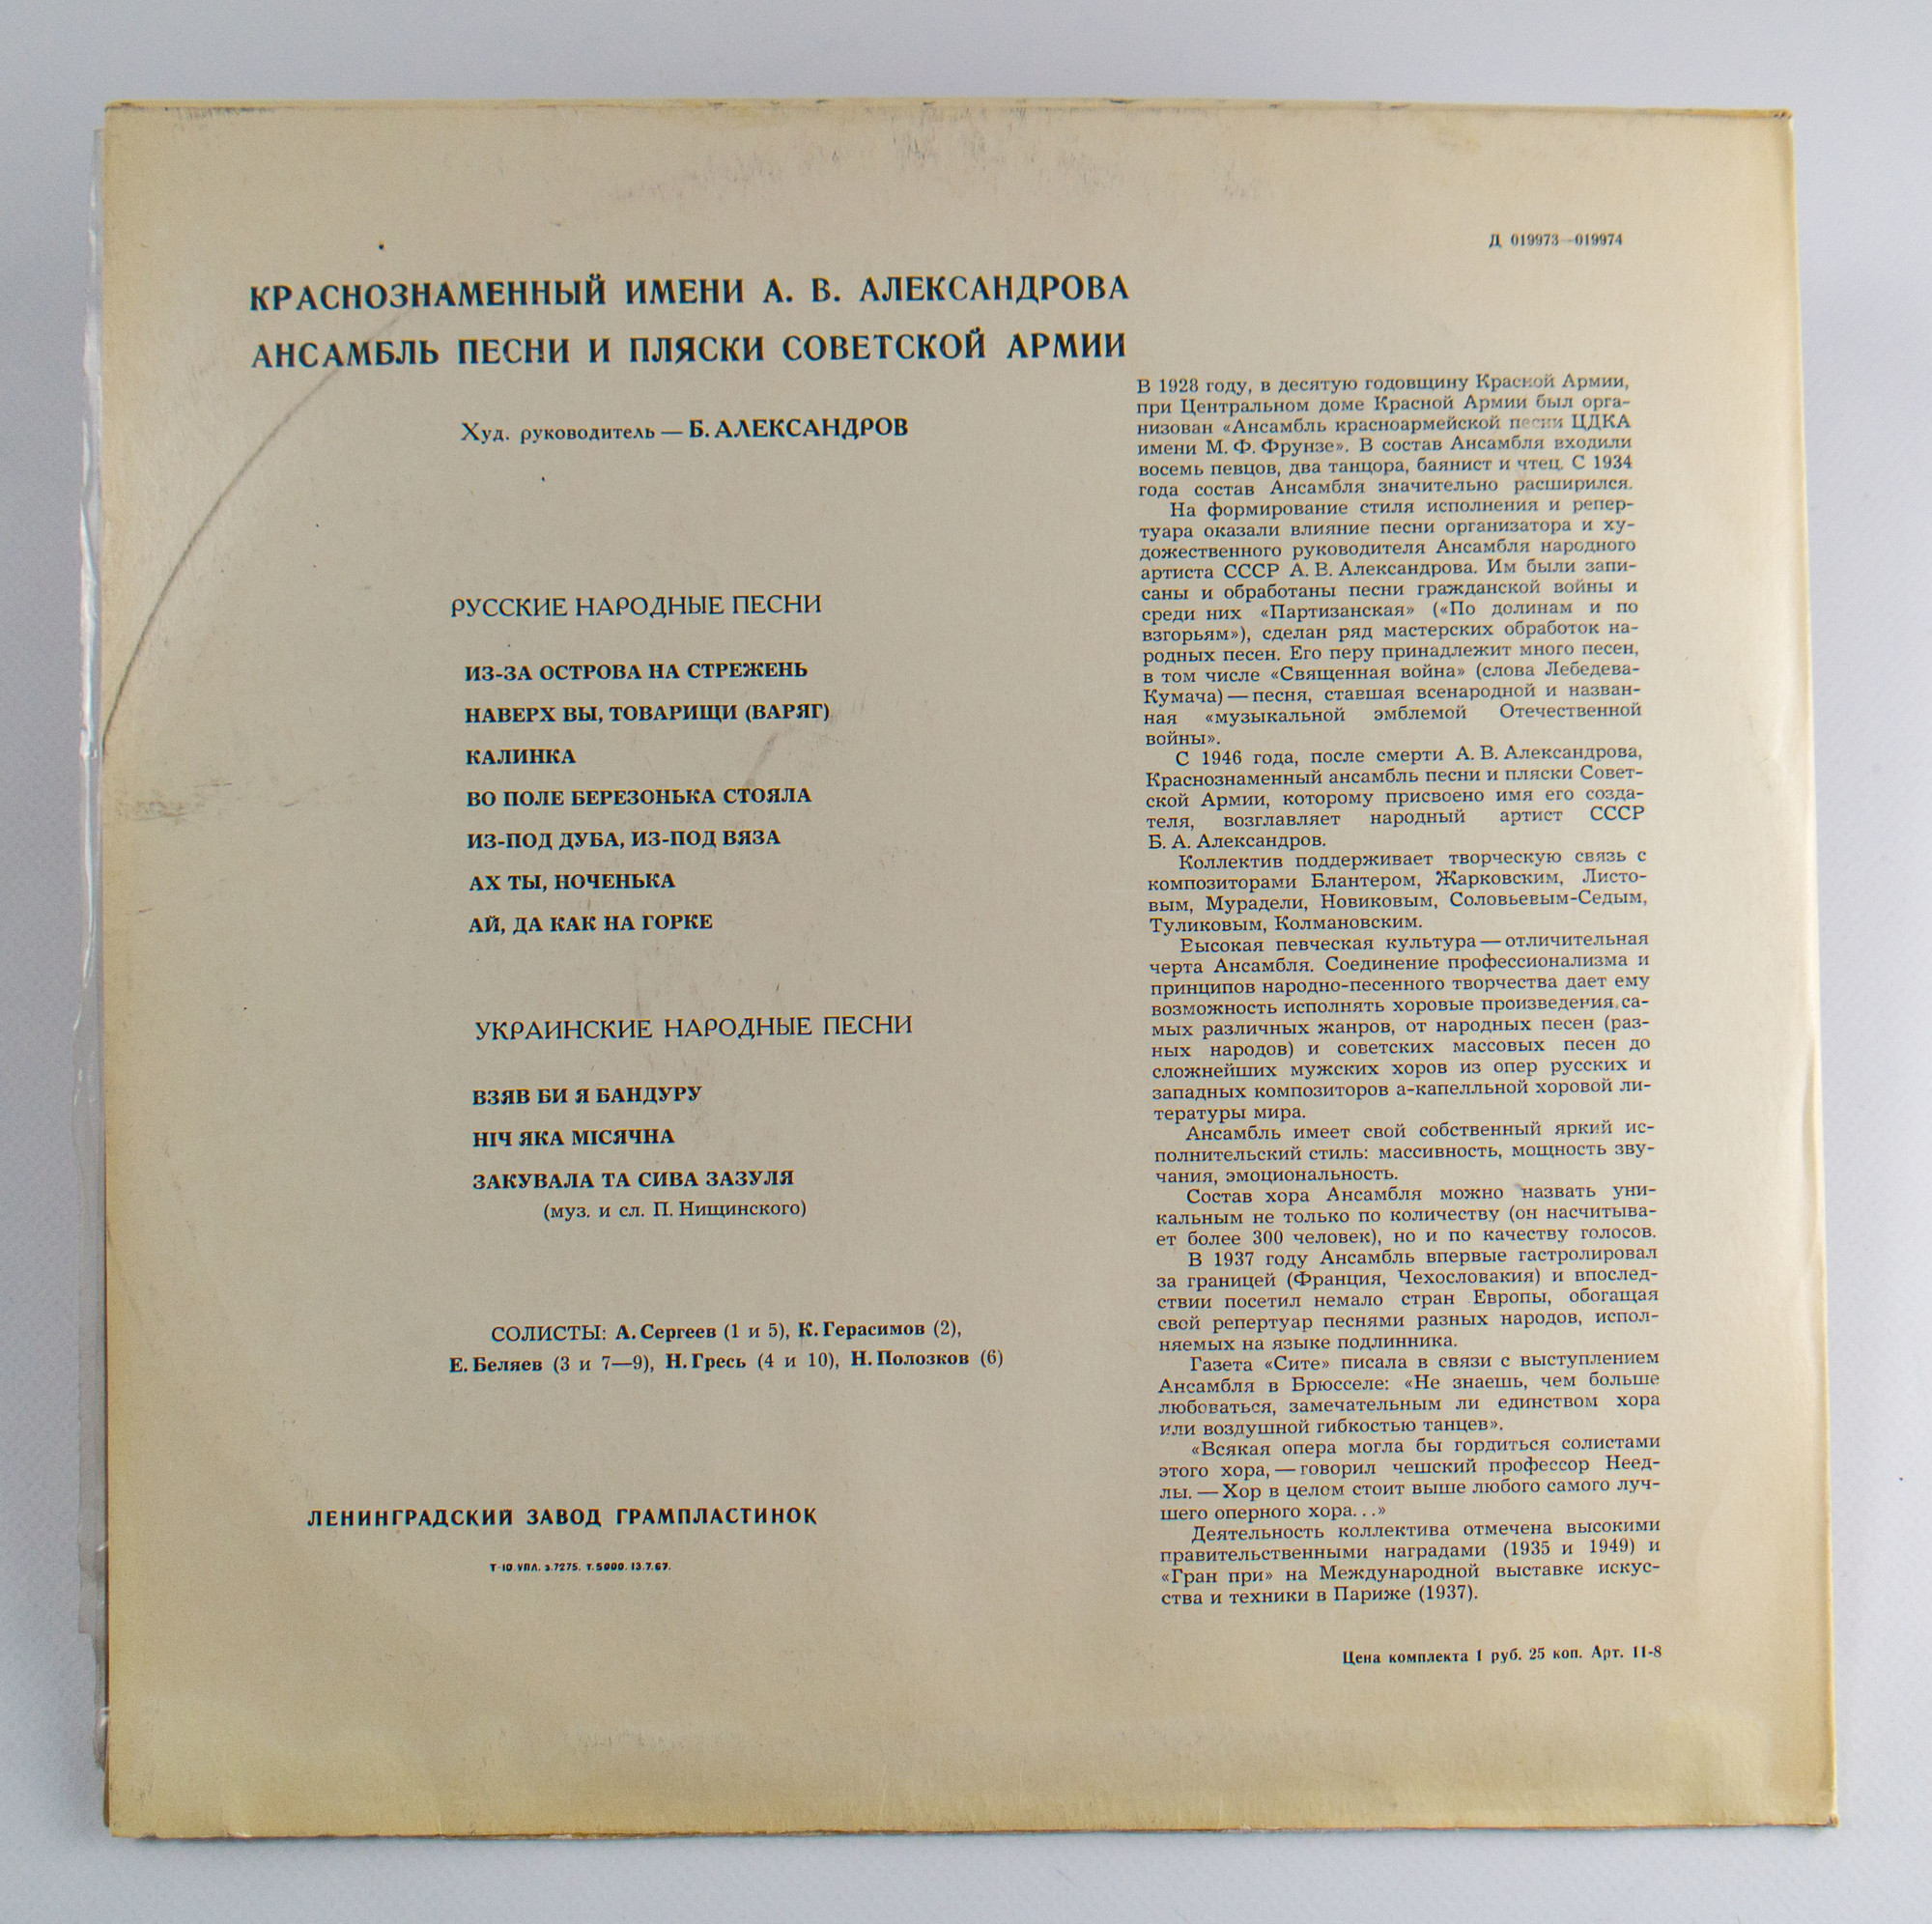 Д 019973—019974
КРАСНОЗНАМЕННЫЙ ИМЕНИ А. В. АЛЕКСАНДРОВА
АНСАМБЛЬ ПЕСНИ И ПЛЯСКИ СОВЕТСКОЙ АРМИИ
Худ. руководитель — Б. АЛЕКСАНДРОВ
РУССКИЕ НАРОДНЫЕ ПЕСНИ
ИЗ-ЗА ОСТРОВА НА СТРЕЖЕНЬ
НАВЕРХ ВЫ, ТОВАРИЩИ (ВАРЯГ)
КАЛИНКА
ВО ПОЛЕ БЕРЕЗОНЬКА СТОЯЛА
ИЗ-ПОД ДУБА, ИЗ-ПОД ВЯЗА
АХ ТЫ, НОЧЕНЬКА
АЙ, ДА КАК НА ГОРКЕ
УКРАИНСКИЕ НАРОДНЫЕ ПЕСНИ
ВЗЯВ БИ Я БАНДУРУ
НІЧ ЯКА МІСЯЧНА
ЗАКУВАЛА ТА СИВА ЗАЗУЛЯ
(муз. и сл. П. Нищинского)
СОЛИСТЫ: А. Сергеев (1 и 5), К. Герасимов (2),
Е. Беляев (3 и 7—9), Н. Гресь (4 и 10), Н. Полозков (6)
ЛЕНИНГРАДСКИЙ ЗАВОД ГРАМПЛАСТИНОК
Т-10 УПЛ. з. 7275. т. 5000. 13.7.67.
В 1928 году, в десятую годовщину Красной Армии,
при Центральном доме Красной Армии был орга-
низован «Ансамбль красноармейской песни ЦДКА
имени М. Ф. Фрунзе». В состав Ансамбля входили
восемь певцов, два танцора, баянист и чтец. С 1934
года состав Ансамбля значительно расширился.
На формирование стиля исполнения и репер-
туара оказали влияние песни организатора и ху-
дожественного руководителя Ансамбля народного
артиста СССР А. В. Александрова. Им были запи-
саны и обработаны песни гражданской войны и
среди них «Партизанская» («По долинам и по
взгорьям»), сделан ряд мастерских обработок на-
родных песен. Его перу принадлежит много песен,
в том числе «Священная война» (слова Лебедева-
Кумача) — песня, ставшая всенародной и назван-
ная «музыкальной эмблемой Отечественной
войны».
С 1946 года, после смерти А. В. Александрова,
Краснознаменный ансамбль песни и пляски Совет-
ской Армии, которому присвоено имя его созда-
теля, возглавляет народный артист СССР
Б. А. Александров.
Коллектив поддерживает творческую связь с
композиторами Блантером, Жарковским, Листо-
вым, Мурадели, Новиковым, Соловьевым-Седым,
Туликовым, Колмановским.
Еысокая певческая культура — отличительная
черта Ансамбля. Соединение профессионализма и
принципов народно-песенного творчества дает ему
возможность исполнять хоровые произведения, са-
мых различных жанров, от народных песен (раз-
ных народов) и советских массовых песен до
сложнейших мужских хоров из опер русских и
западных композиторов а-капелльной хоровой ли-
тературы мира.
Ансамбль имеет свой собственный яркий ис-
полнительский стиль: массивность, мощность зву-
чания, эмоциональность.
Состав хора Ансамбля можно назвать уни-
кальным не только по количеству (он насчитыва-
ет более 300 человек), но и по качеству голосов.
В 1937 году Ансамбль впервые гастролировал
за границей (Франция, Чехословакия) и впослед-
ствии посетил немало стран Европы, обогащая
свой репертуар песнями разных народов, испол-
няемых на языке подлинника.
Газета «Сите» писала в связи с выступлением
Ансамбля в Брюсселе: «Не знаешь, чем больше
любоваться, замечательным ли единством хора
или воздушной гибкостью танцев».
«Всякая опера могла бы гордиться солистами
этого хора, — говорил чешский профессор Неед-
лы. — Хор в целом стоит выше любого самого луч-
шего оперного хора...»
Деятельность коллектива отмечена высокими
правительственными наградами (1935 и 1949) и
«Гран при» на Международной выставке искус-
ства и техники в Париже (1937).
Цена комплекта 1 руб. 25 коп. Арт. 11-8